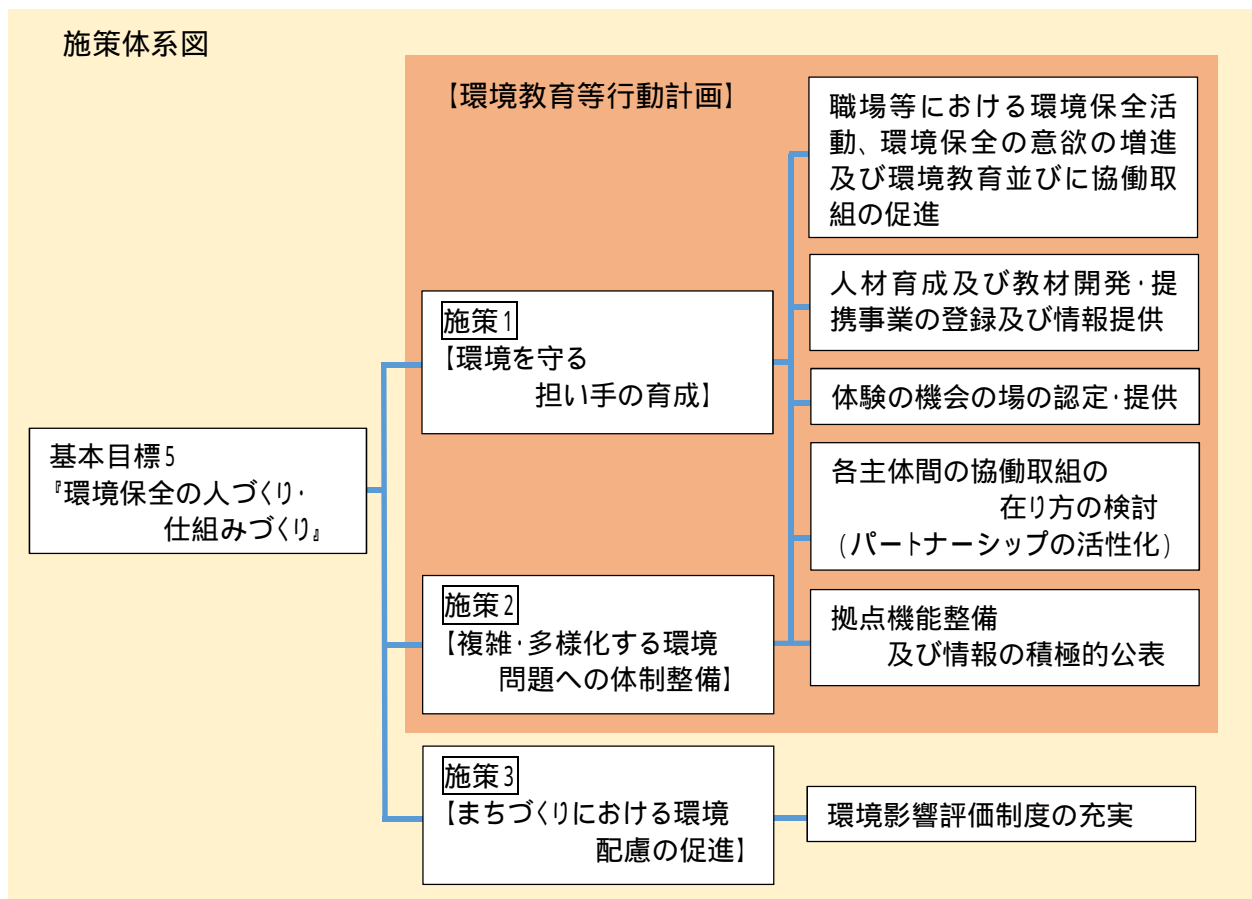 施策体系図
【環境教育等行動計画】
職場等における環境保全活
動、環境保全の意欲の増進
及び環境教育並びに協働取
組の促進
人材育成及び教材開発・提
携事業の登録及び情報提供
施策1
【環境を守る
担い手の育成】
体験の機会の場の認定・提供
基本目標5
『環境保全の人づくり・
仕組みづくり』
各主体間の協働取組の
在り方の検討
(パートナーシップの活性化)
施策2
【複雑・多様化する環境
問題への体制整備】
拠点機能整備
及び情報の積極的公表
施策3
【まちづくりにおける環境
配慮の促進】
環境影響評価制度の充実